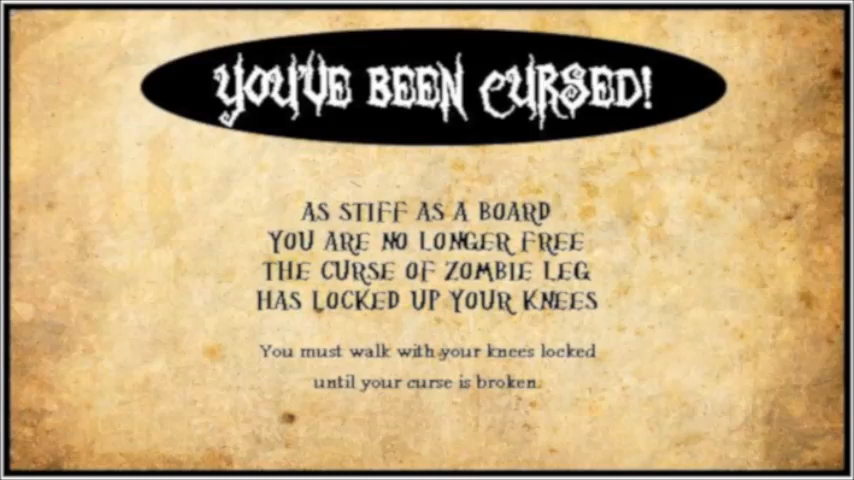 YOU'VE BEEN CURSED!
AS STIFF AS A BOARD
YOU ARE NO LONGER FREE
THE CURSE OF ZOMBIE LEG
HAS LOCKED UP YOUR KNEES
You must walk with your knees locked
until your curse is broken.